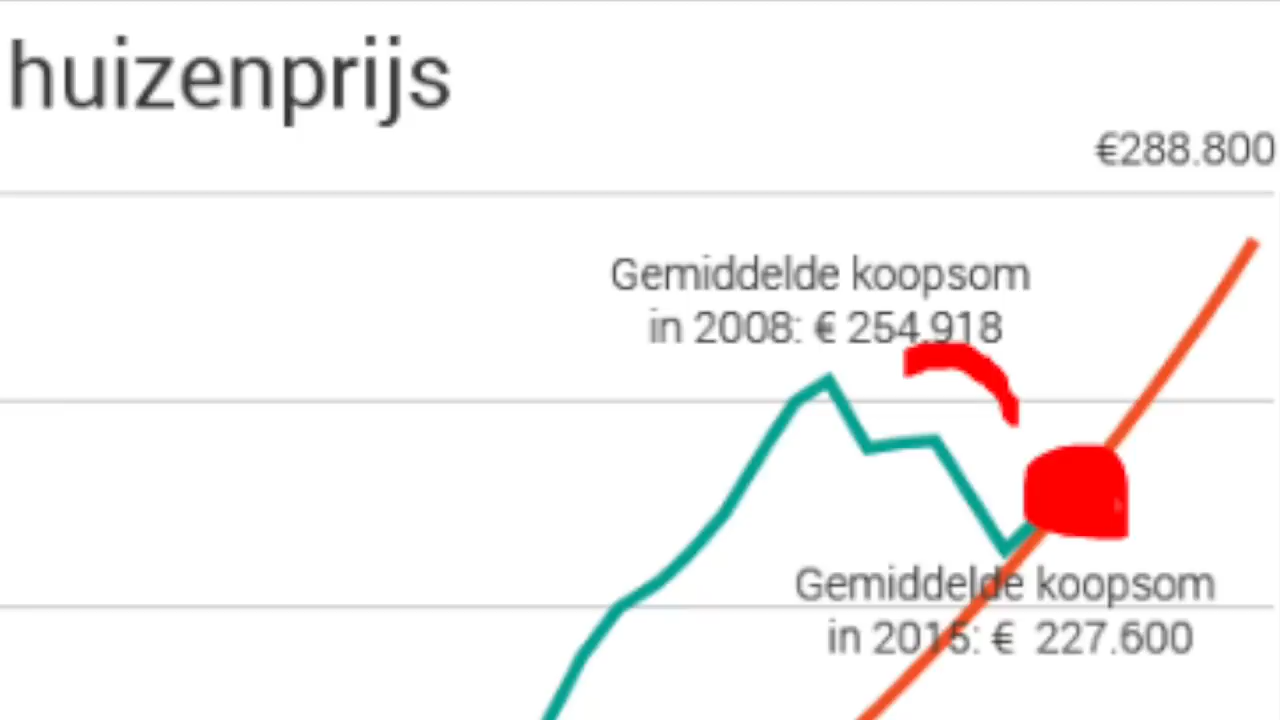 huizenprijs
€288.800
Gemiddelde koopsom
in 2008: € 254.918
Gemiddelde koopsom
in 2015: € 227.600